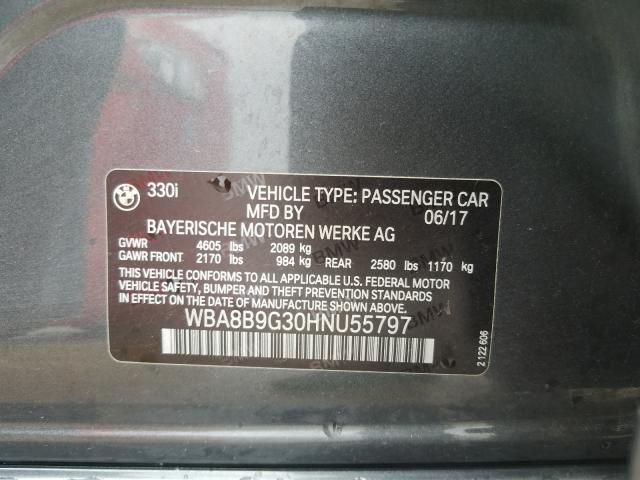 330i VEHICLE TYPE: PASSENGER CAR
MFD BY 06/17
BAYERISCHE MOTOREN WERKE AG
GVWR 4605 lbs 2089 kg
GAWR FRONT 2170 lbs 984 kg REAR 2580 lbs 1170 kg
THIS VEHICLE CONFORMS TO ALL APPLICABLE U.S. FEDERAL MOTOR
VEHICLE SAFETY, BUMPER AND THEFT PREVENTION STANDARDS
IN EFFECT ON THE DATE OF MANUFACTURE SHOWN ABOVE.
WBA8B9G30HNU55797
2 122 606